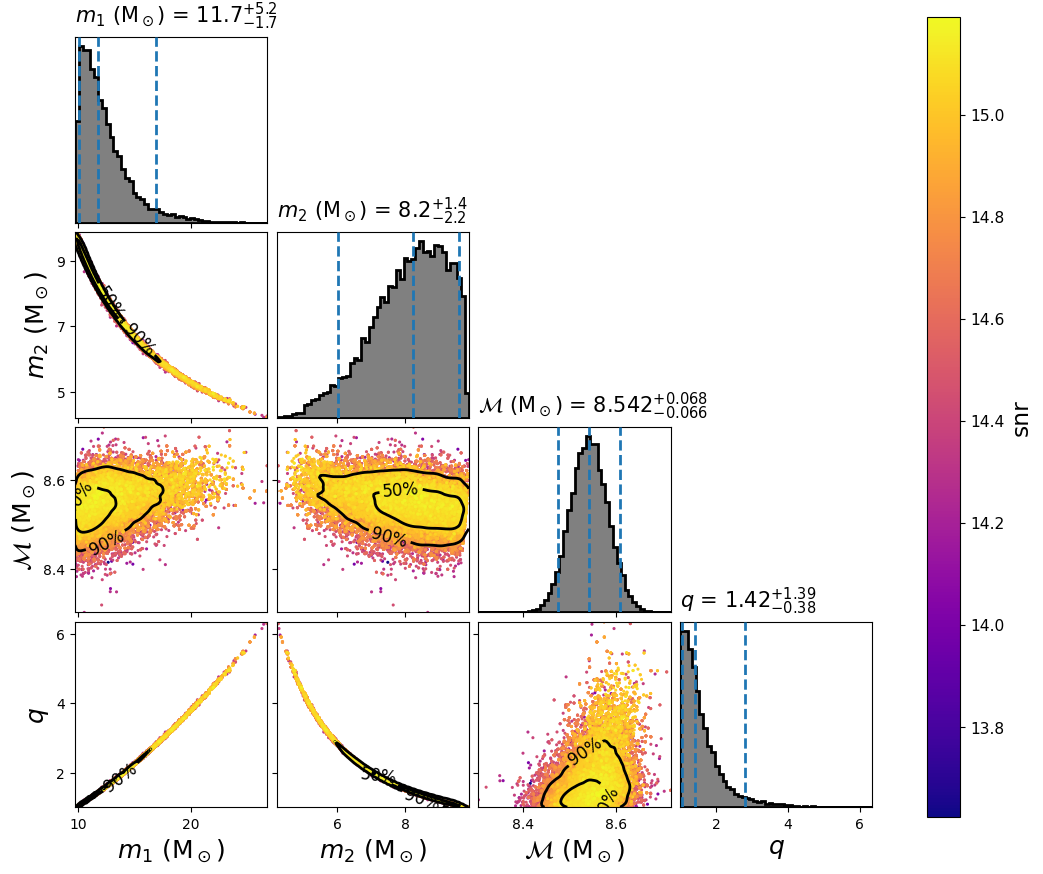 m₁ (M⊙) = 11.7⁺⁵·²₋₁.₇
15.0
14.8
14.6
14.4
14.2
14.0
13.8
snr
m₂ (M⊙) = 8.2⁺¹·⁴₋₂.₂
9
7
5
m₂ (M⊙)
50%
90%
ℳ (M⊙) = 8.542⁺⁰·⁰⁶⁸₋₀.₀₆₆
8.6
8.4
ℳ (M⊙)
90%
50%
90%
q = 1.42⁺¹·³⁹₋₀.₃₈
6
4
2
q
90%
50%
90%
90%
10
20
6
8
8.4
8.6
2
4
6
m₁ (M⊙)
m₂ (M⊙)
ℳ (M⊙)
q